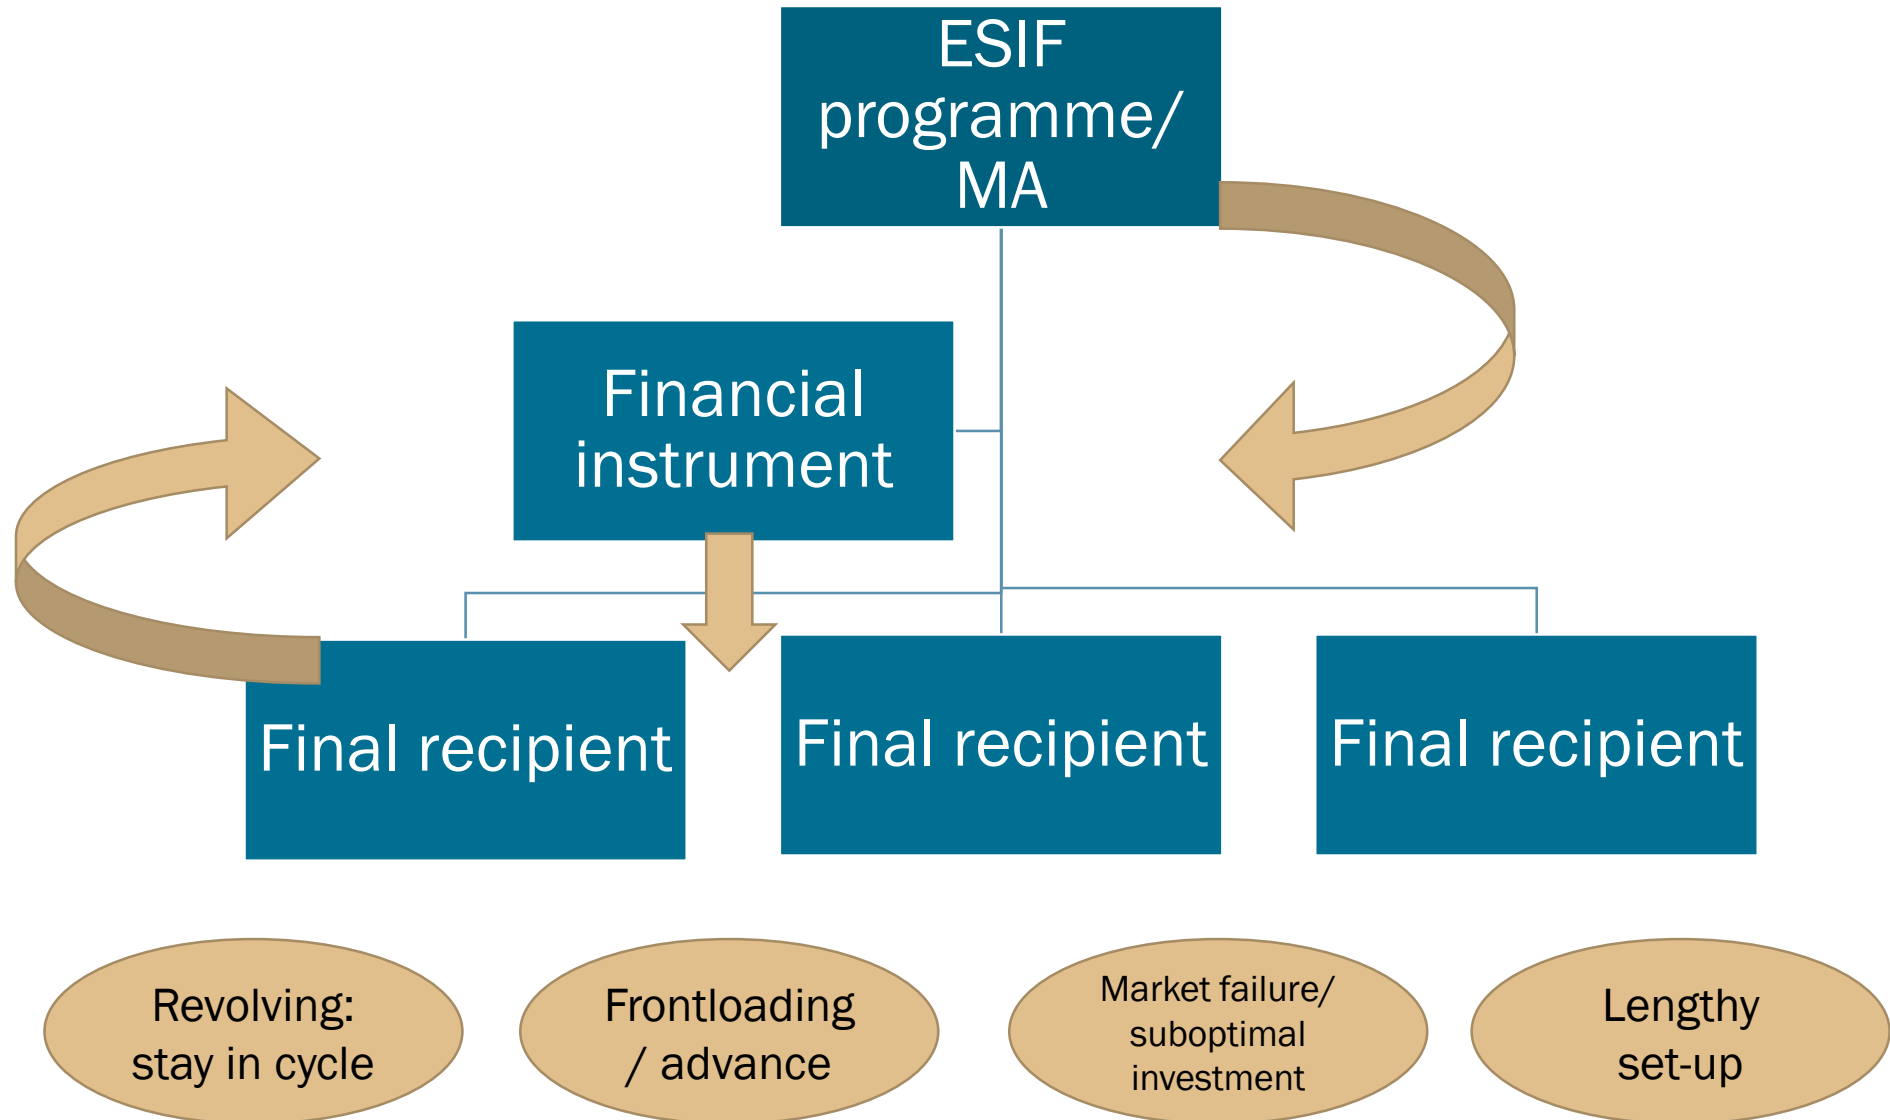 ESIF
programme/
MA
Financial
instrument
Final recipient
Final recipient
Final recipient
Revolving:
stay in cycle
Frontloading
/ advance
Market failure/
suboptimal
investment
Lengthy
set-up